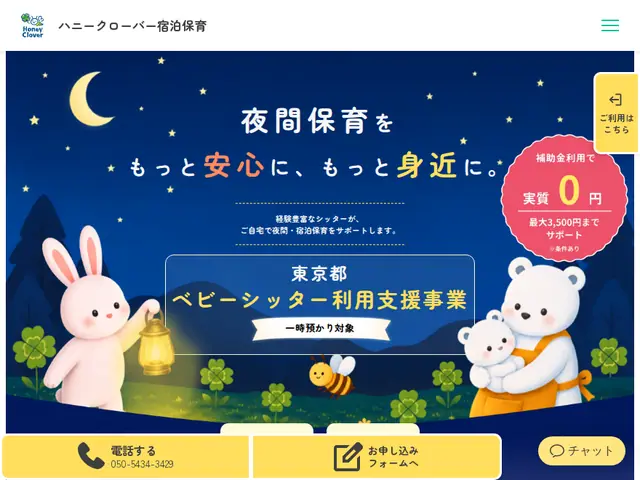 Honey
Clover
ハニークローバー宿泊保育
ご利用は
こちら
夜間保育を
もっと安心に、もっと身近に。
補助金利用で
実質 0 円
最大3,500円まで
サポート
※条件あり
経験豊富なシッターが、
ご自宅で夜間・宿泊保育をサポートします。
東京都
ベビーシッター利用支援事業
一時預かり対象
電話する
050-5434-3429
お申し込み
フォームへ
チャット